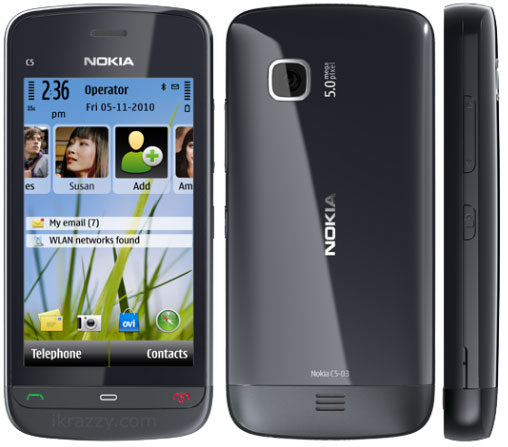 NOKIA
C5
2:36
pm
Operator
Fri 05-11-2010
es
Susan
Add
Am
My email (7)
WLAN networks found
ovi
Telephone
Contacts
ikrazzy.com
5.0 mega pixel
NOKIA
Nokia C5-03